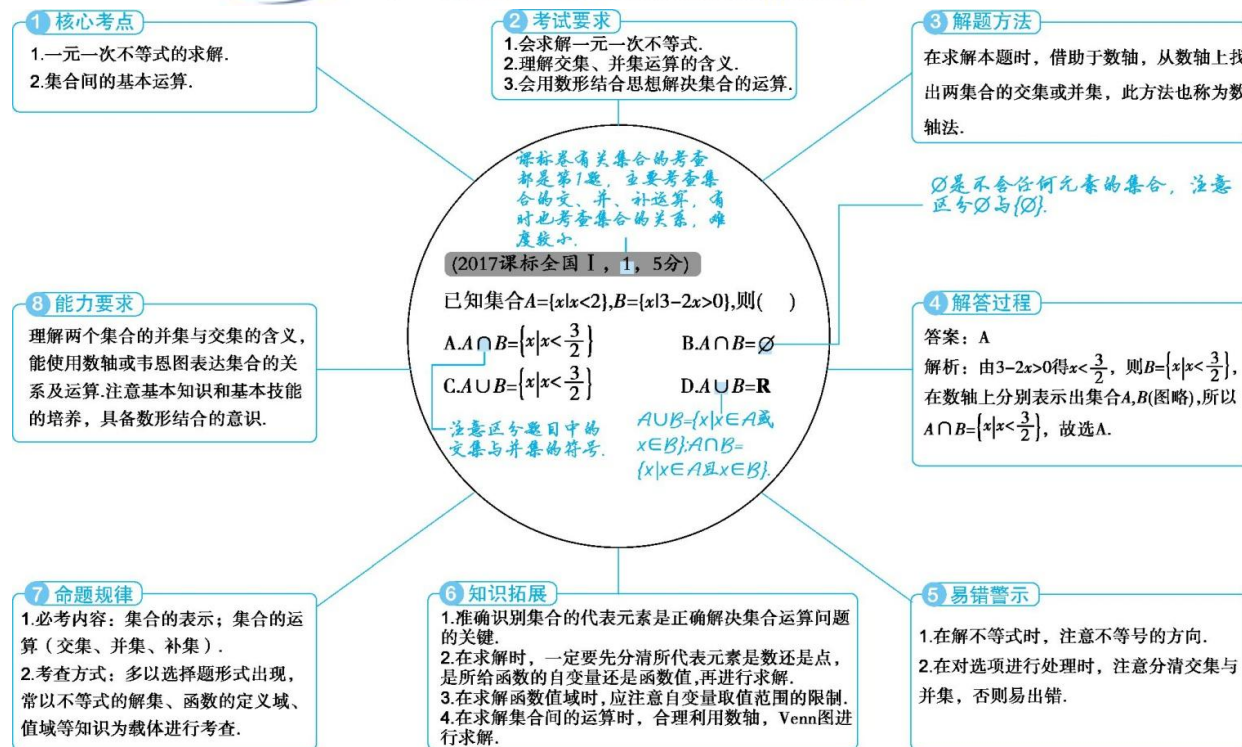 1 核心考点
1.一元一次不等式的求解.
2.集合间的基本运算.
2 考试要求
1.会求解一元一次不等式.
2.理解交集、并集运算的含义.
3.会用数形结合思想解决集合的运算.
3 解题方法
在求解本题时，借助于数轴，从数轴上找
出两集合的交集或并集，此方法也称为数
轴法.
课标卷有关集合的考查
都是第1题，主要考查集
合的交、并、补运算，有
时也考查集合的关系，难
度较小.
(2017课标全国Ⅰ，1，5分)
已知集合A={x|x<2},B={x|3-2x>0},则(　)
A.A∩B={x|x<3/2}　B.A∩B=∅
C.A∪B={x|x<3/2}　D.A∪B=R
注意区分题目中的
交集与并集的符号.
A∪B={x|x∈A或
x∈B};A∩B=
{x|x∈A且x∈B}.
∅是不含任何元素的集合，注意
区分∅与{∅}.
4 解答过程
答案：A
解析：由3-2x>0得x<3/2，则B={x|x<3/2}，
在数轴上分别表示出集合A,B(图略),所以
A∩B={x|x<3/2}，故选A.
5 易错警示
1.在解不等式时，注意不等号的方向.
2.在对选项进行处理时，注意分清交集与
并集，否则易出错.
6 知识拓展
1.准确识别集合的代表元素是正确解决集合运算问题
的关键.
2.在求解时，一定要先分清所代表元素是数还是点，
是所给函数的自变量还是函数值,再进行求解.
3.在求解函数值域时,应注意自变量取值范围的限制.
4.在求解集合间的运算时，合理利用数轴，Venn图进
行求解.
7 命题规律
1.必考内容：集合的表示；集合的运
算（交集、并集、补集）.
2.考查方式：多以选择题形式出现，
常以不等式的解集、函数的定义域、
值域等知识为载体进行考查.
8 能力要求
理解两个集合的并集与交集的含义，
能使用数轴或韦恩图表达集合的关
系及运算.注意基本知识和基本技能
的培养，具备数形结合的意识.